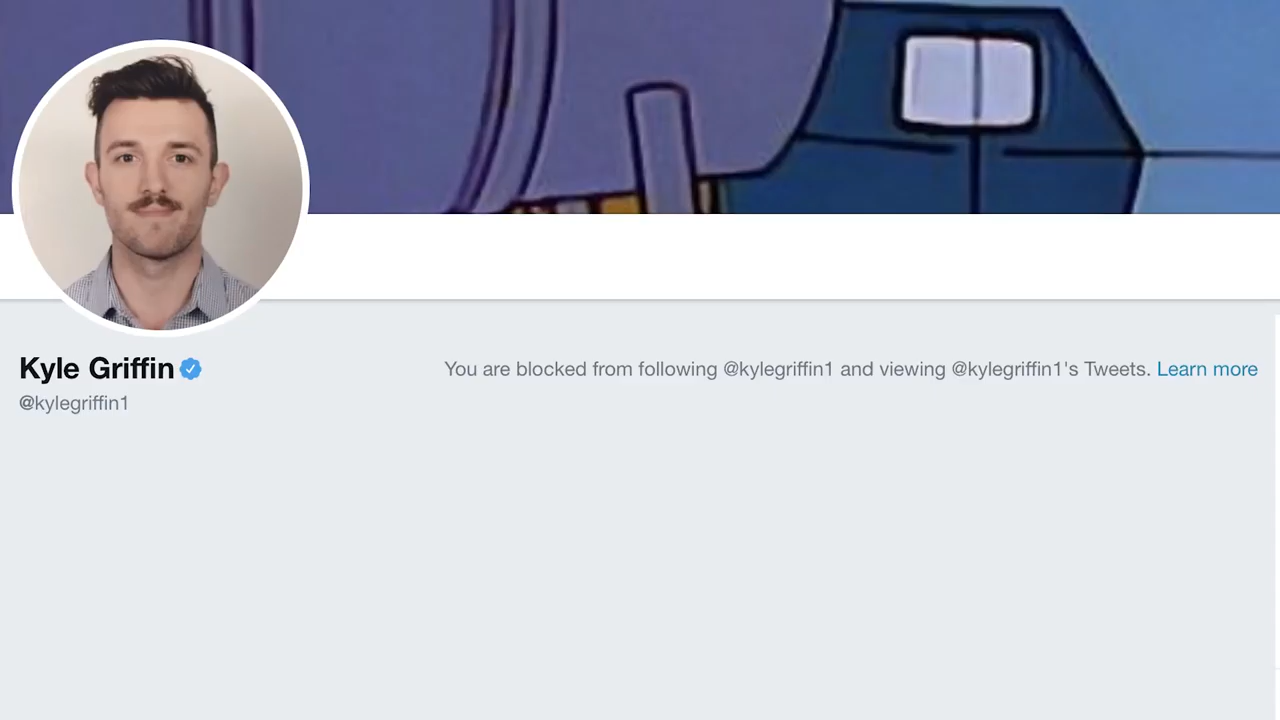 Kyle Griffin
You are blocked from following @kylegriffin1 and viewing @kylegriffin1's Tweets. Learn more
@kylegriffin1